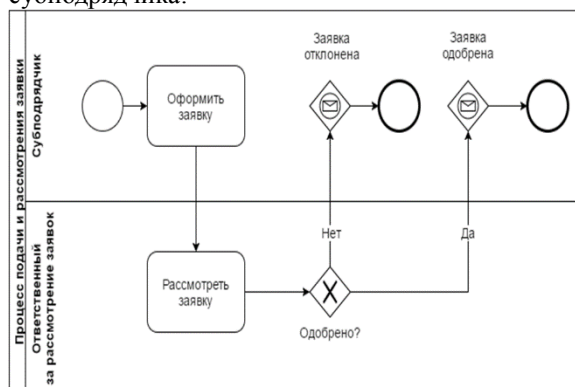 субподрядчика.
Процесс подачи и рассмотрения заявки
Субподрядчик
Оформить
заявку
Заявка
отклонена
Заявка
одобрена
Ответственный
за рассмотрение заявок
Рассмотреть
заявку
Нет
Да
Одобрено?